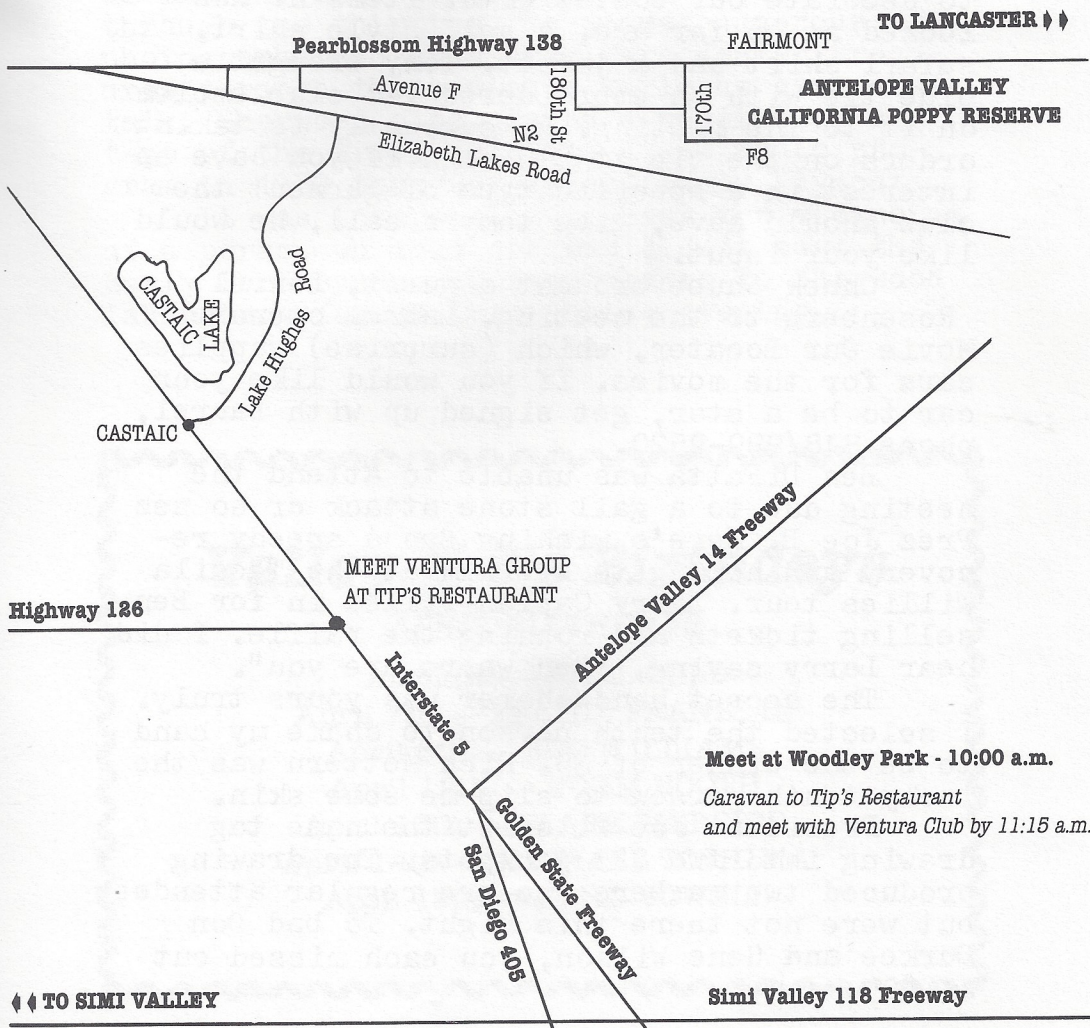 TO LANCASTER
Pearblossom Highway 138
FAIRMONT
Avenue F
180th St
170th
ANTELOPE VALLEY
CALIFORNIA POPPY RESERVE
N2
F8
Elizabeth Lakes Road
CASTAIC
LAKE
Lake Hughes Road
CASTAIC
MEET VENTURA GROUP
AT TIP'S RESTAURANT
Antelope Valley 14 Freeway
Highway 126
Interstate 5
Meet at Woodley Park - 10:00 a.m.
Caravan to Tip's Restaurant
and meet with Ventura Club by 11:15 a.m.
Golden State Freeway
San Diego 405
TO SIMI VALLEY
Simi Valley 118 Freeway